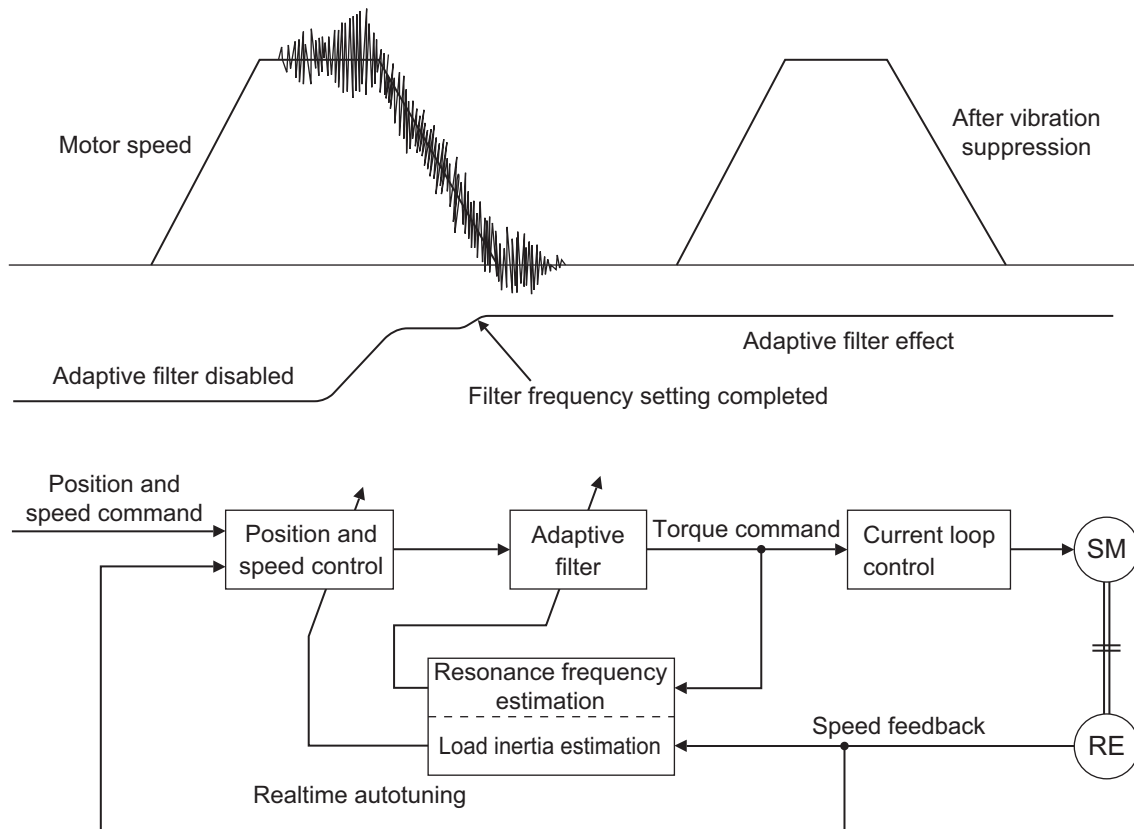 Motor speed
After vibration
suppression
Adaptive filter disabled
Adaptive filter effect
Filter frequency setting completed
Position and
speed command
Position and
speed control
Adaptive
filter
Torque command
Current loop
control
SM
Resonance frequency
estimation
Load inertia estimation
Speed feedback
RE
Realtime autotuning